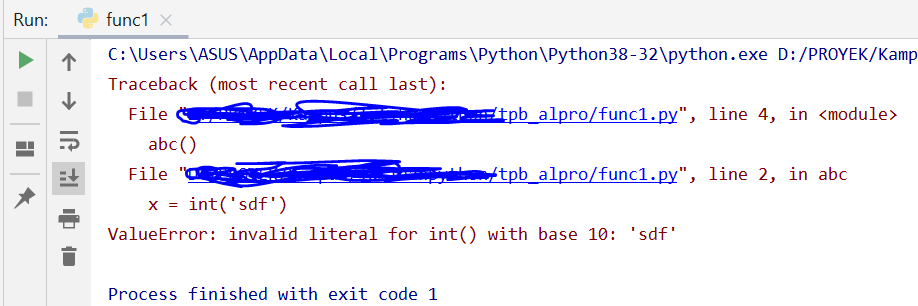 Run: func1
C:\Users\ASUS\AppData\Local\Programs\Python\Python38-32\python.exe D:/PROYEK/Kamp
Traceback (most recent call last):
File "/tpb_alpro/func1.py", line 4, in <module>
abc()
File "/tpb_alpro/func1.py", line 2, in abc
x = int('sdf')
ValueError: invalid literal for int() with base 10: 'sdf'
Process finished with exit code 1